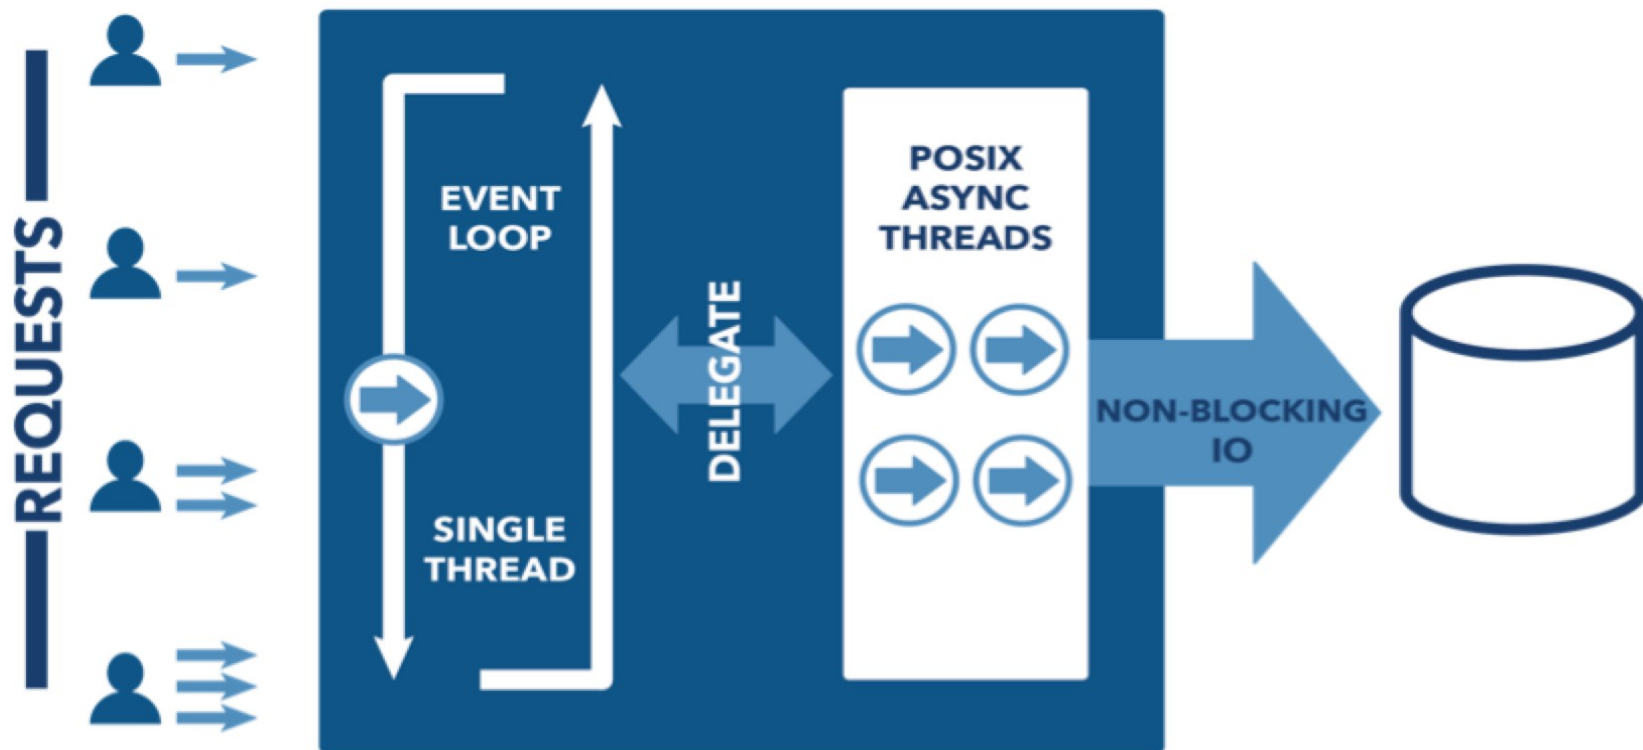 REQUESTS
EVENT
LOOP
SINGLE
THREAD
DELEGATE
POSIX
ASYNC
THREADS
NON-BLOCKING
IO